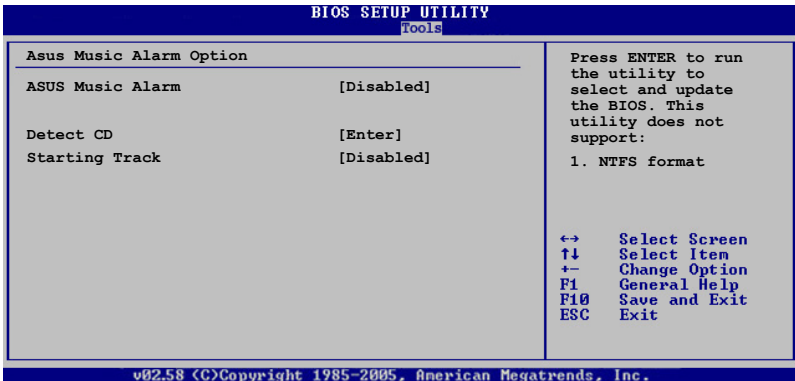 BIOS SETUP UTILITY
Tools
Asus Music Alarm Option
ASUS Music Alarm [Disabled]
Detect CD [Enter]
Starting Track [Disabled]
Press ENTER to run
the utility to
select and update
the BIOS. This
utility does not
support:
1. NTFS format
←→ Select Screen
↑↓ Select Item
+- Change Option
F1 General Help
F10 Save and Exit
ESC Exit
v02.58 (C)Copyright 1985-2005, American Megatrends, Inc.